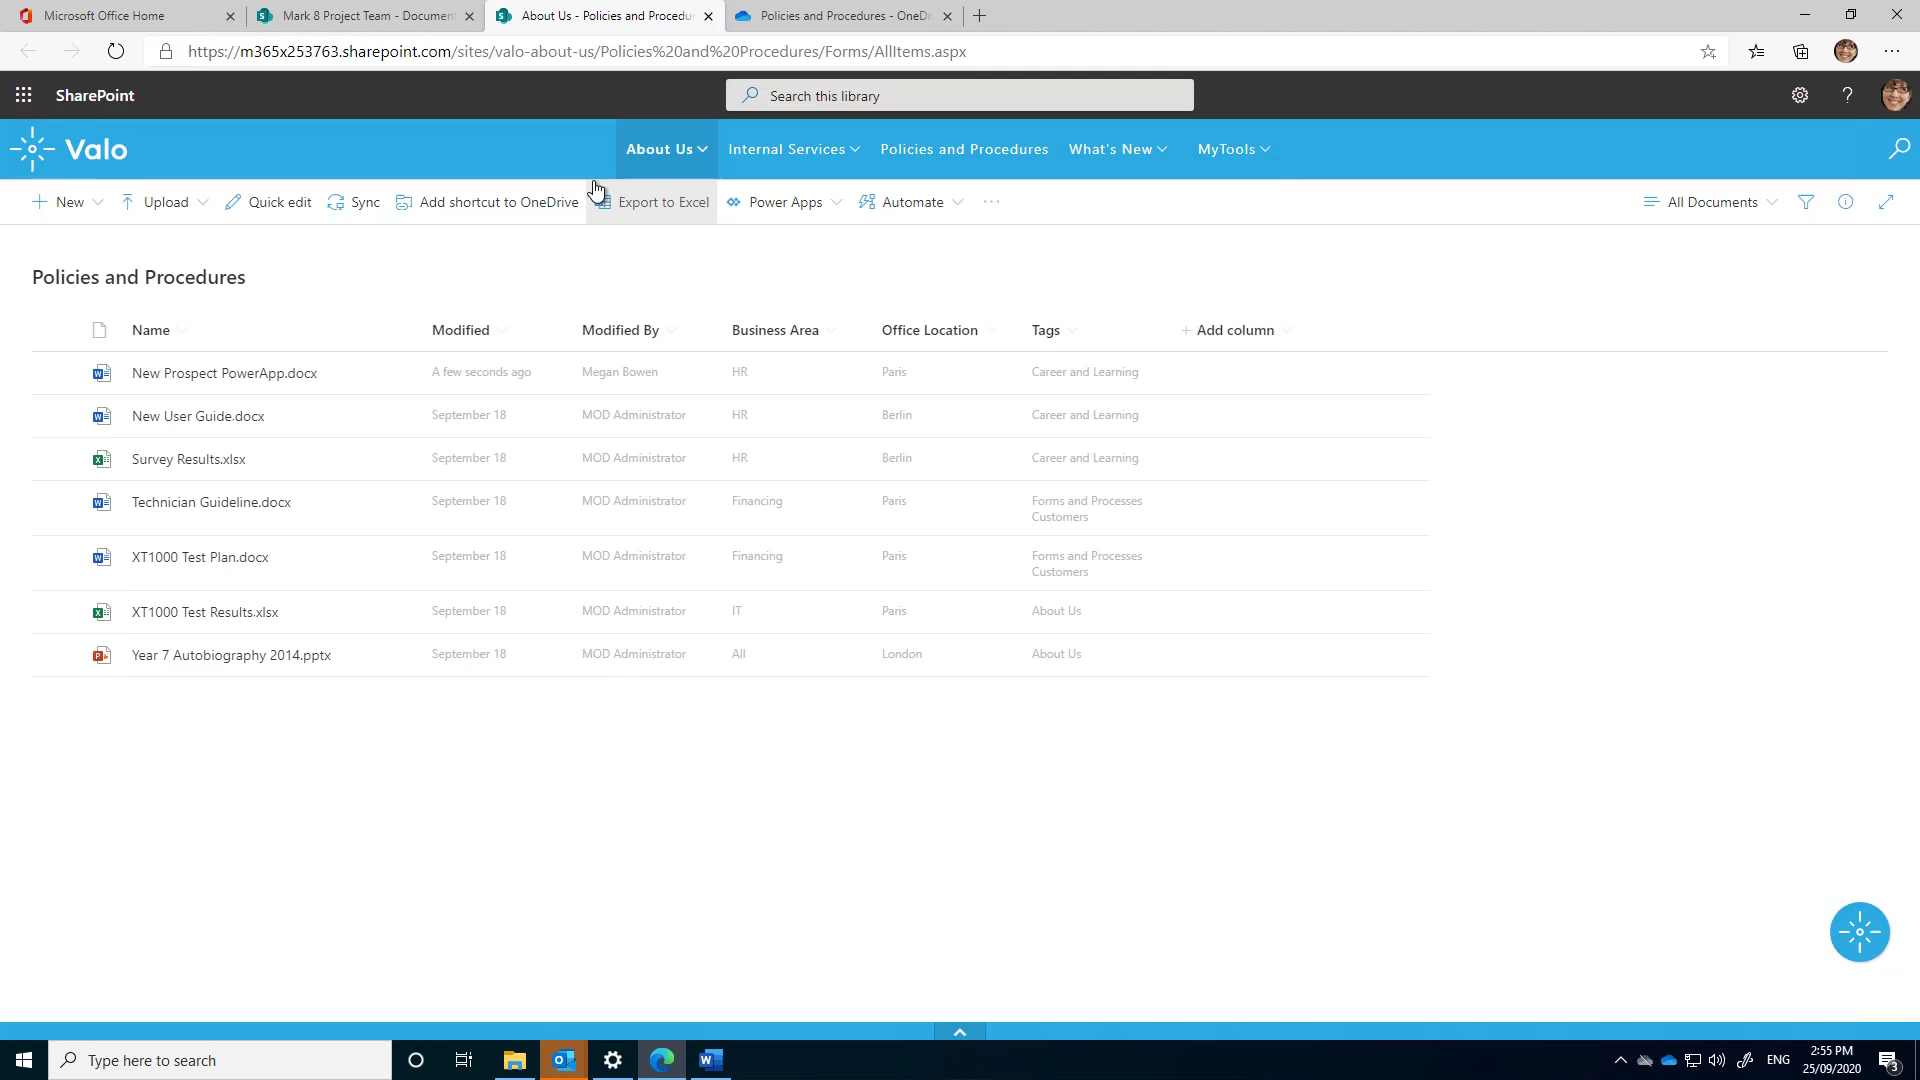 Microsoft Office Home
Mark 8 Project Team - Document
About Us - Policies and Procedu
Policies and Procedures - OneDr
https://m365x253763.sharepoint.com/sites/valo-about-us/Policies%20and%20Procedures/Forms/AllItems.aspx
SharePoint
Search this library
Valo
About Us
Internal Services
Policies and Procedures
What's New
MyTools
New
Upload
Quick edit
Sync
Add shortcut to OneDrive
Export to Excel
Power Apps
Automate
All Documents
Policies and Procedures
Name Modified Modified By Business Area Office Location Tags Add column
New Prospect PowerApp.docx A few seconds ago Megan Bowen HR Paris Career and Learning
New User Guide.docx September 18 MOD Administrator HR Berlin Career and Learning
Survey Results.xlsx September 18 MOD Administrator HR Berlin Career and Learning
Technician Guideline.docx September 18 MOD Administrator Financing Paris Forms and Processes
Customers
XT1000 Test Plan.docx September 18 MOD Administrator Financing Paris Forms and Processes
Customers
XT1000 Test Results.xlsx September 18 MOD Administrator IT Paris About Us
Year 7 Autobiography 2014.pptx September 18 MOD Administrator All London About Us
Type here to search
ENG
2:55 PM
25/09/2020
3